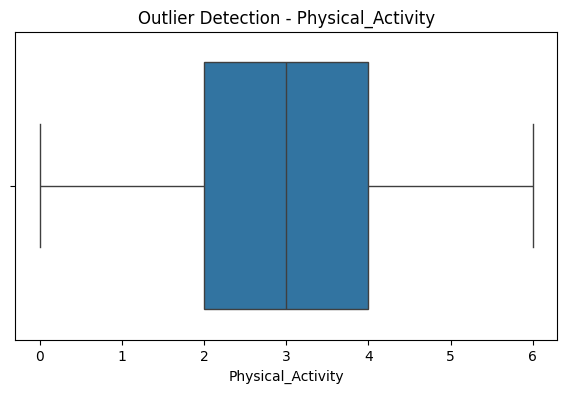 Outlier Detection - Physical_Activity
0 1 2 3 4 5 6
Physical_Activity